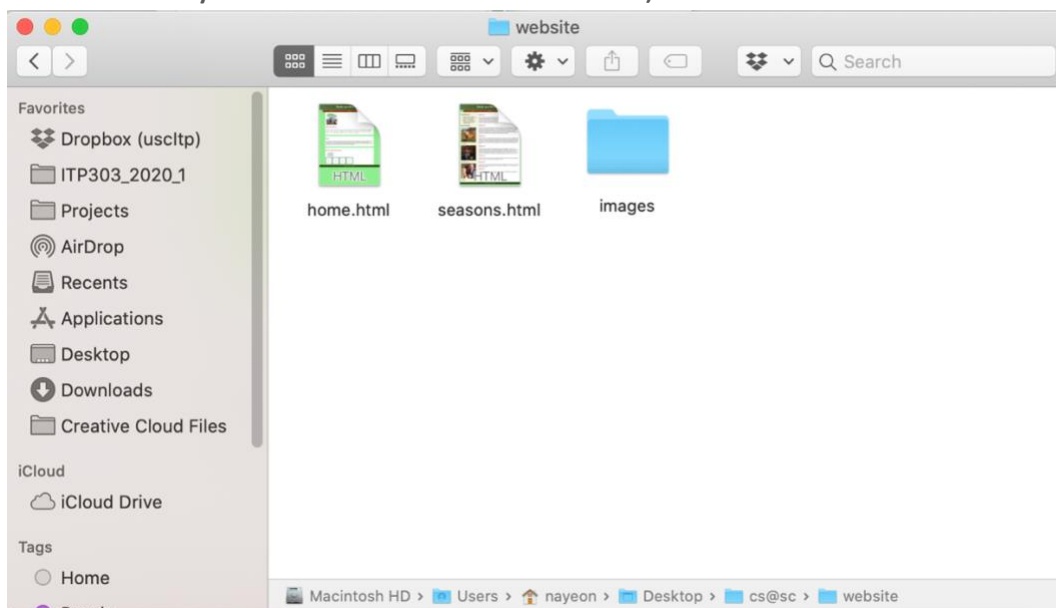 website
Search
Favorites
Dropbox (uscltp)
ITP303_2020_1
Projects
AirDrop
Recents
Applications
Desktop
Downloads
Creative Cloud Files
iCloud
iCloud Drive
Tags
Home
HTML
HTML
home.html seasons.html images
Macintosh HD › Users › nayeon › Desktop › cs@sc › website